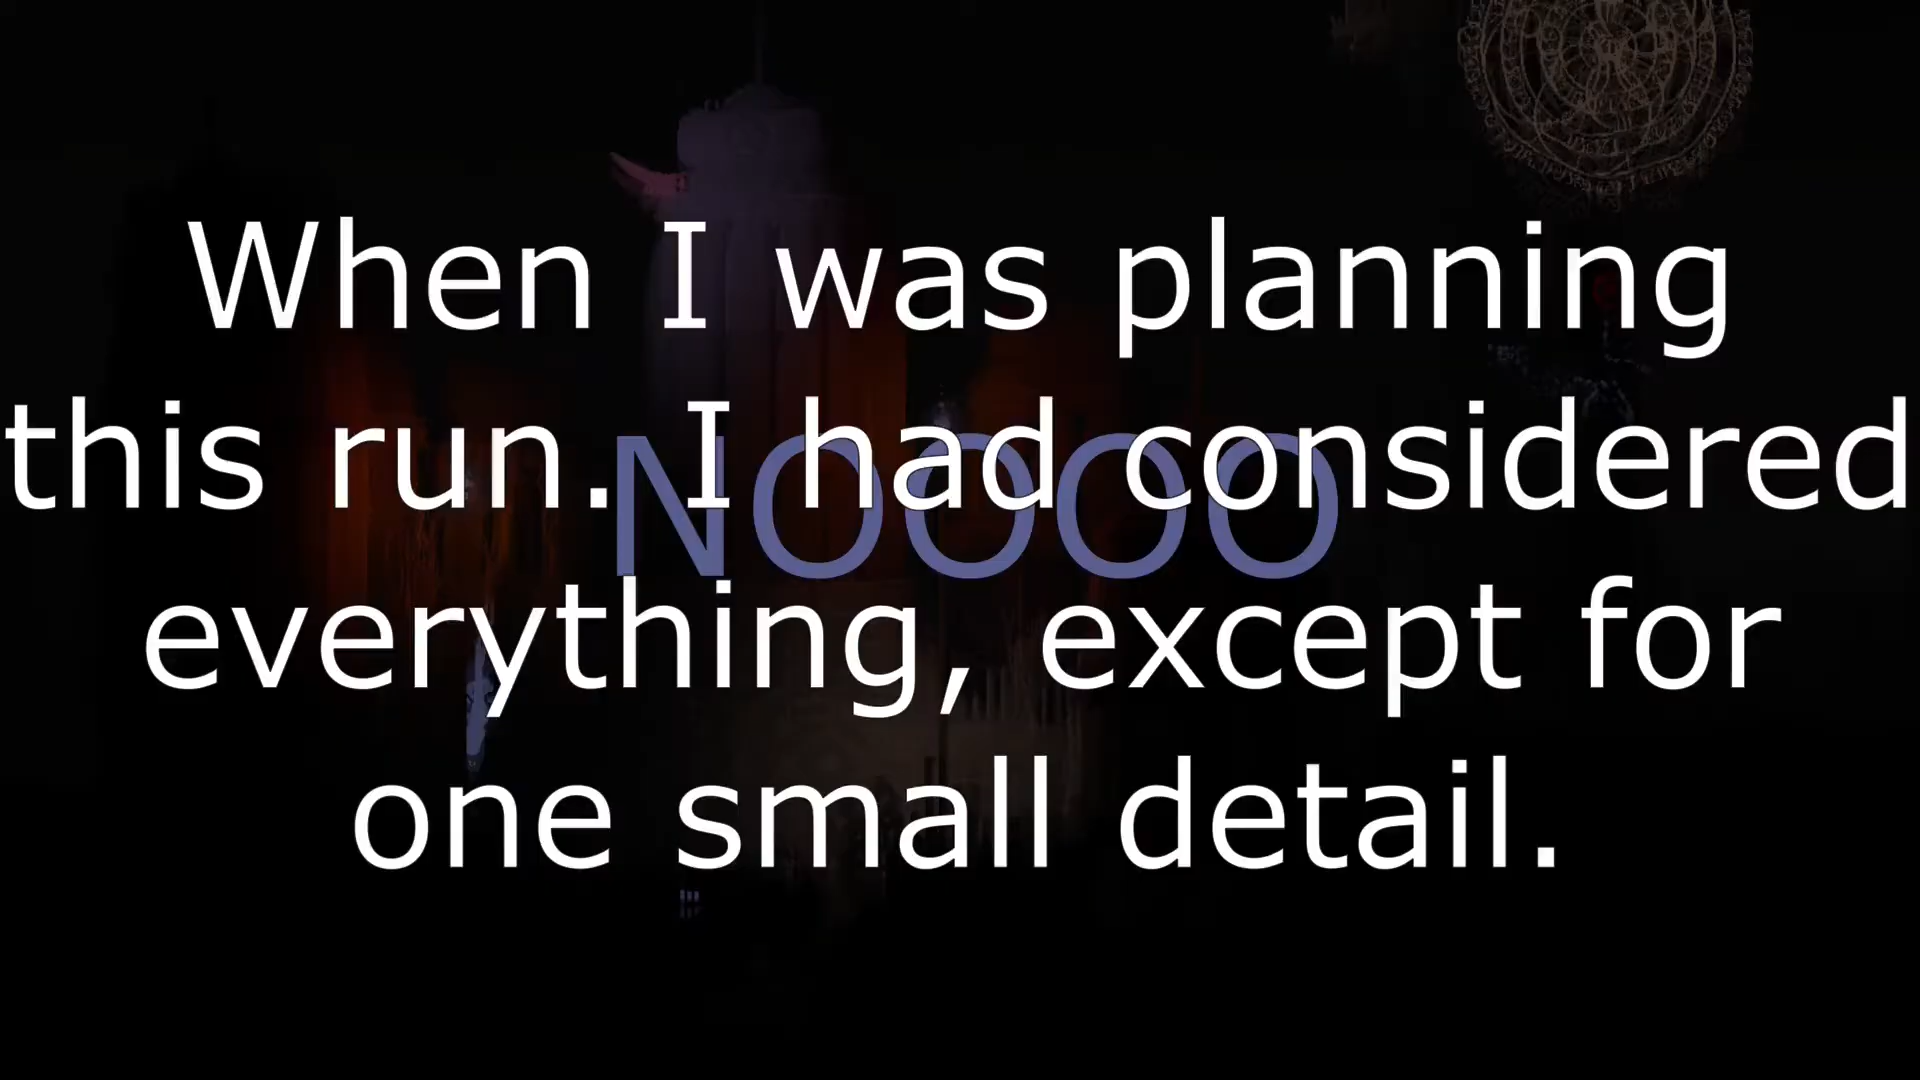 When I was planning
this run. I had considered
NOOOO
everything, except for
one small detail.